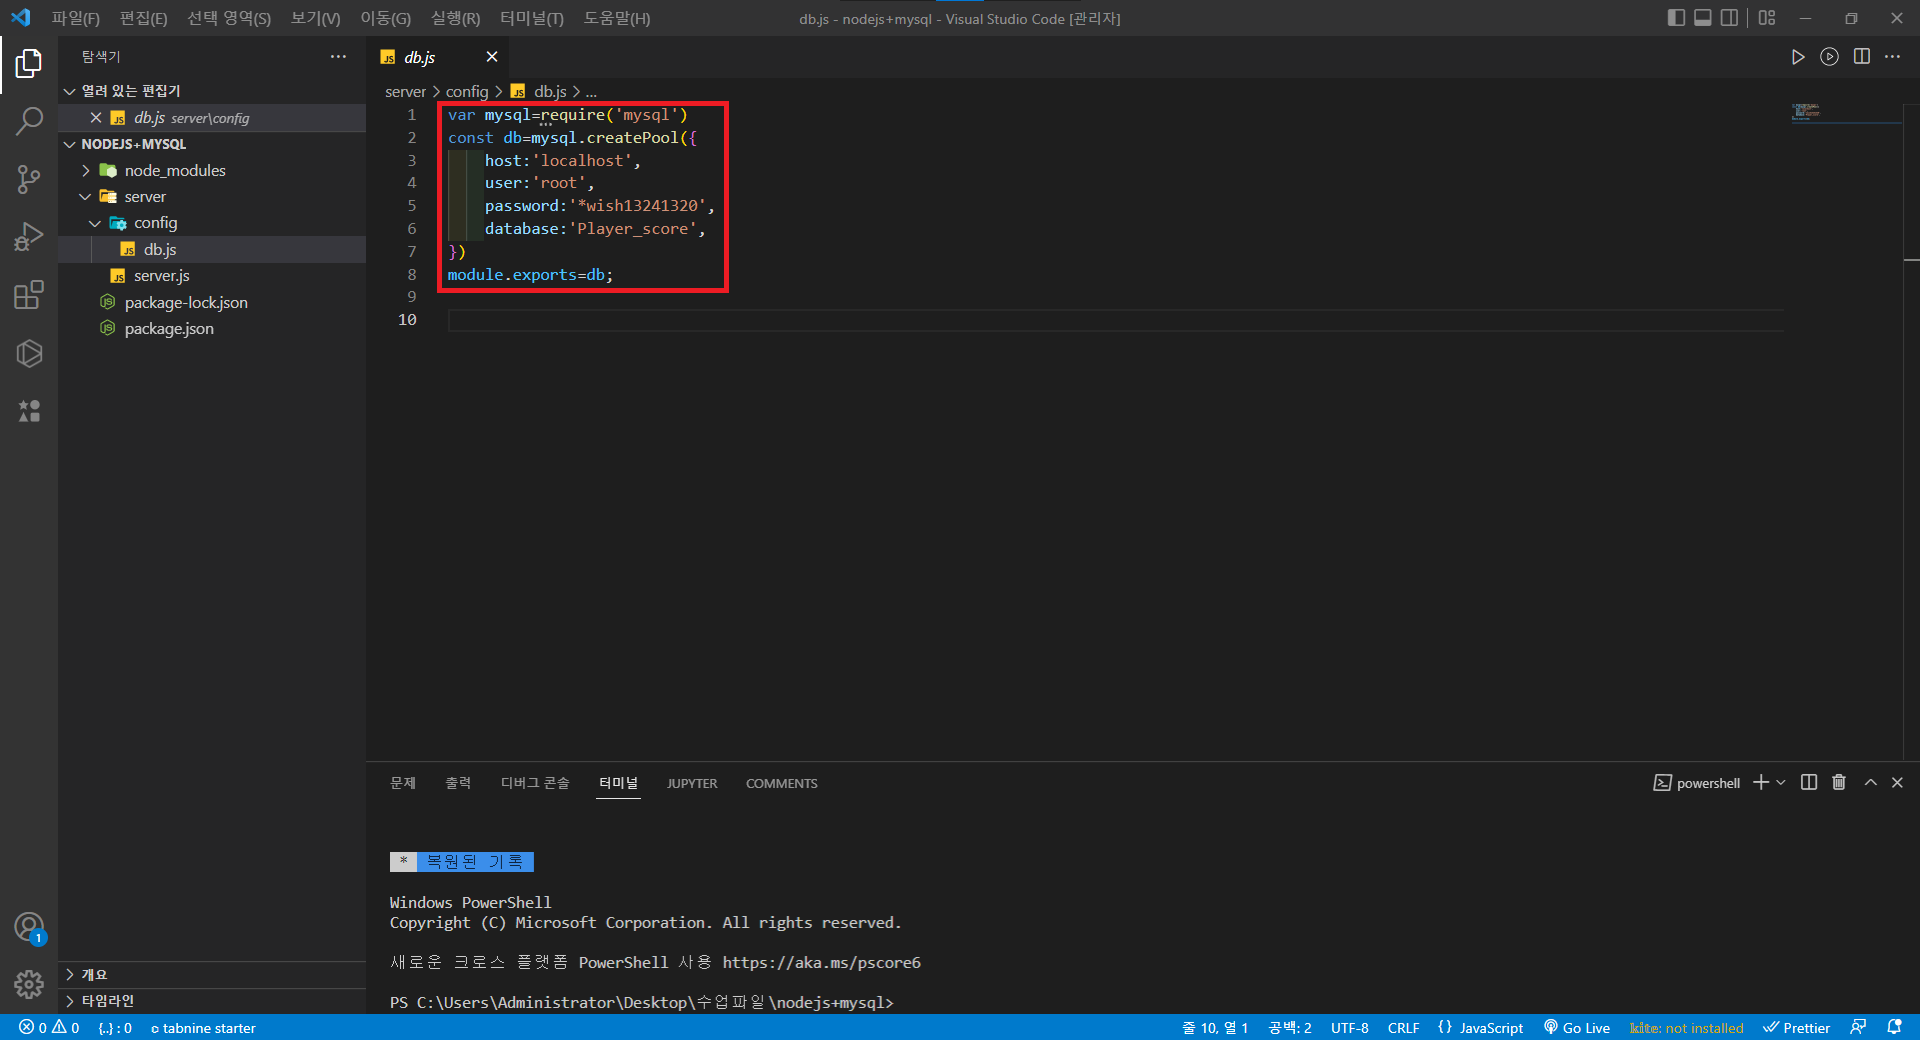 파일(F) 편집(E) 선택 영역(S) 보기(V) 이동(G) 실행(R) 터미널(T) 도움말(H)
db.js - nodejs+mysql - Visual Studio Code [관리자]
탐색기
열려 있는 편집기
db.js server\config
NODEJS+MYSQL
node_modules
server
config
db.js
server.js
package-lock.json
package.json
개요
타임라인
db.js
server > config > JS db.js > ...
1 var mysql=require('mysql')
2 const db=mysql.createPool({
3 host:'localhost',
4 user:'root',
5 password:'*wish13241320',
6 database:'Player_score',
7 })
8 module.exports=db;
9
10
문제 출력 디버그 콘솔 터미널 JUPYTER COMMENTS
powershell
* 복원된 기록
Windows PowerShell
Copyright (C) Microsoft Corporation. All rights reserved.
새로운 크로스 플랫폼 PowerShell 사용 https://aka.ms/pscore6
PS C:\Users\Administrator\Desktop\수업파일\nodejs+mysql>
0 0 {..} : 0 tabnine starter
줄 10, 열 1 공백: 2 UTF-8 CRLF {} JavaScript Go Live kite: not installed Prettier